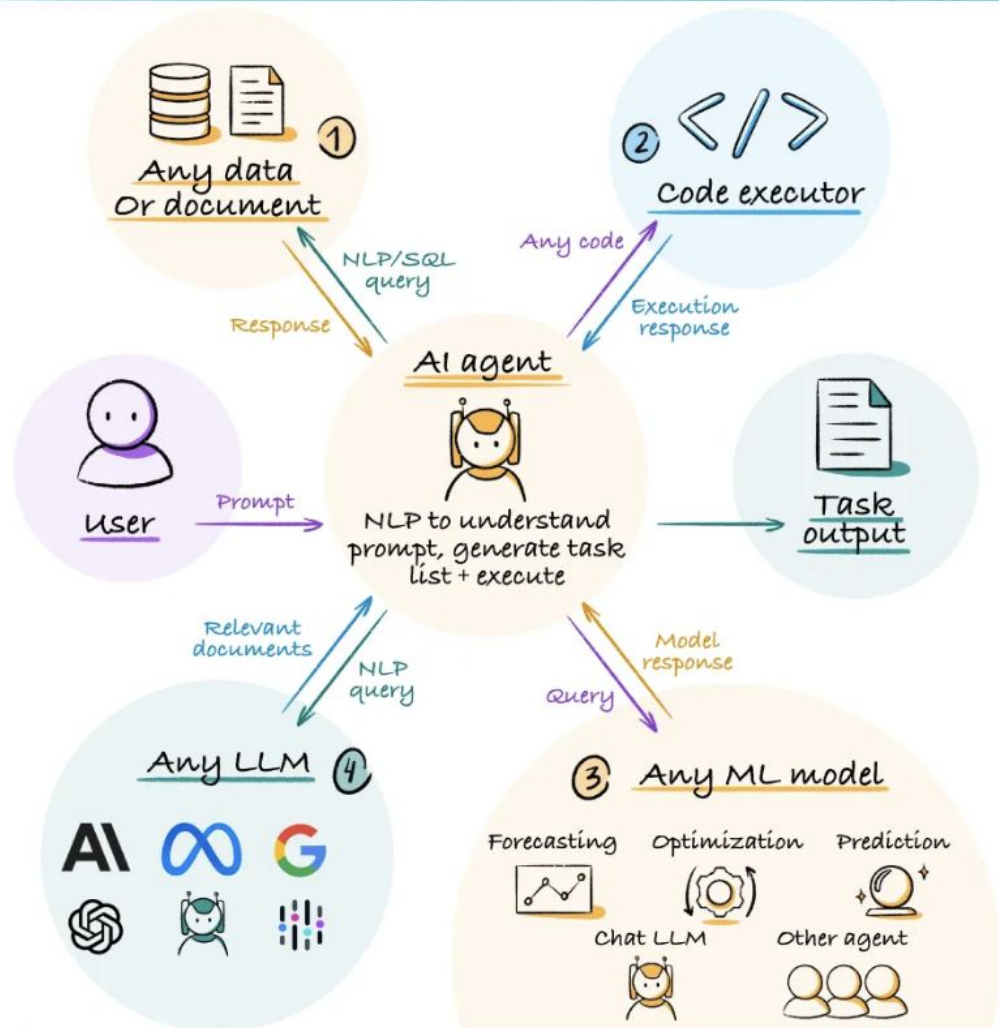 1
Any data
Or document
2
Code executor
NLP/SQL
query
Response
Any code
Execution
response
AI agent
NLP to understand
prompt, generate task
list + execute
User
Prompt
Task
output
Relevant
documents
NLP
query
Model
response
Query
Any LLM
4
AI
G
3
Any ML model
Forecasting
Optimization
Prediction
Chat LLM
Other agent